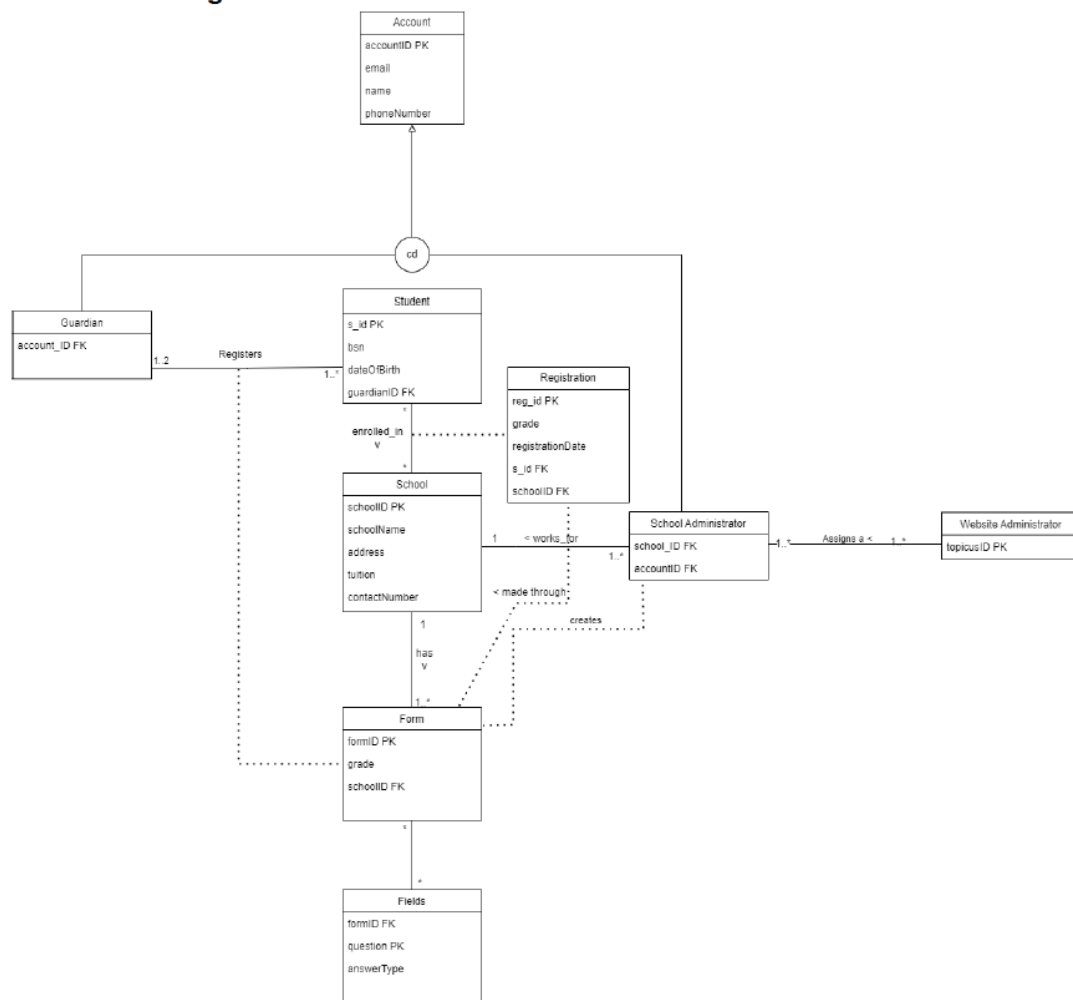 Account
accountID PK
email
name
phoneNumber
cd
Guardian
account_ID FK
1..2
Registers
1..*
Student
s_id PK
bsn
dateOfBirth
guardianID FK
*
enrolled_in
v
*
Registration
reg_id PK
grade
registrationDate
s_id FK
schoolID FK
School
schoolID PK
schoolName
address
tuition
contactNumber
1
< works_for
1..*
School Administrator
school_ID FK
accountID FK
1..*
Assigns a <
1..*
Website Administrator
topicusID PK
< made through
creates
1
has
v
1..*
Form
formID PK
grade
schoolID FK
*
*
Fields
formID FK
question PK
answerType